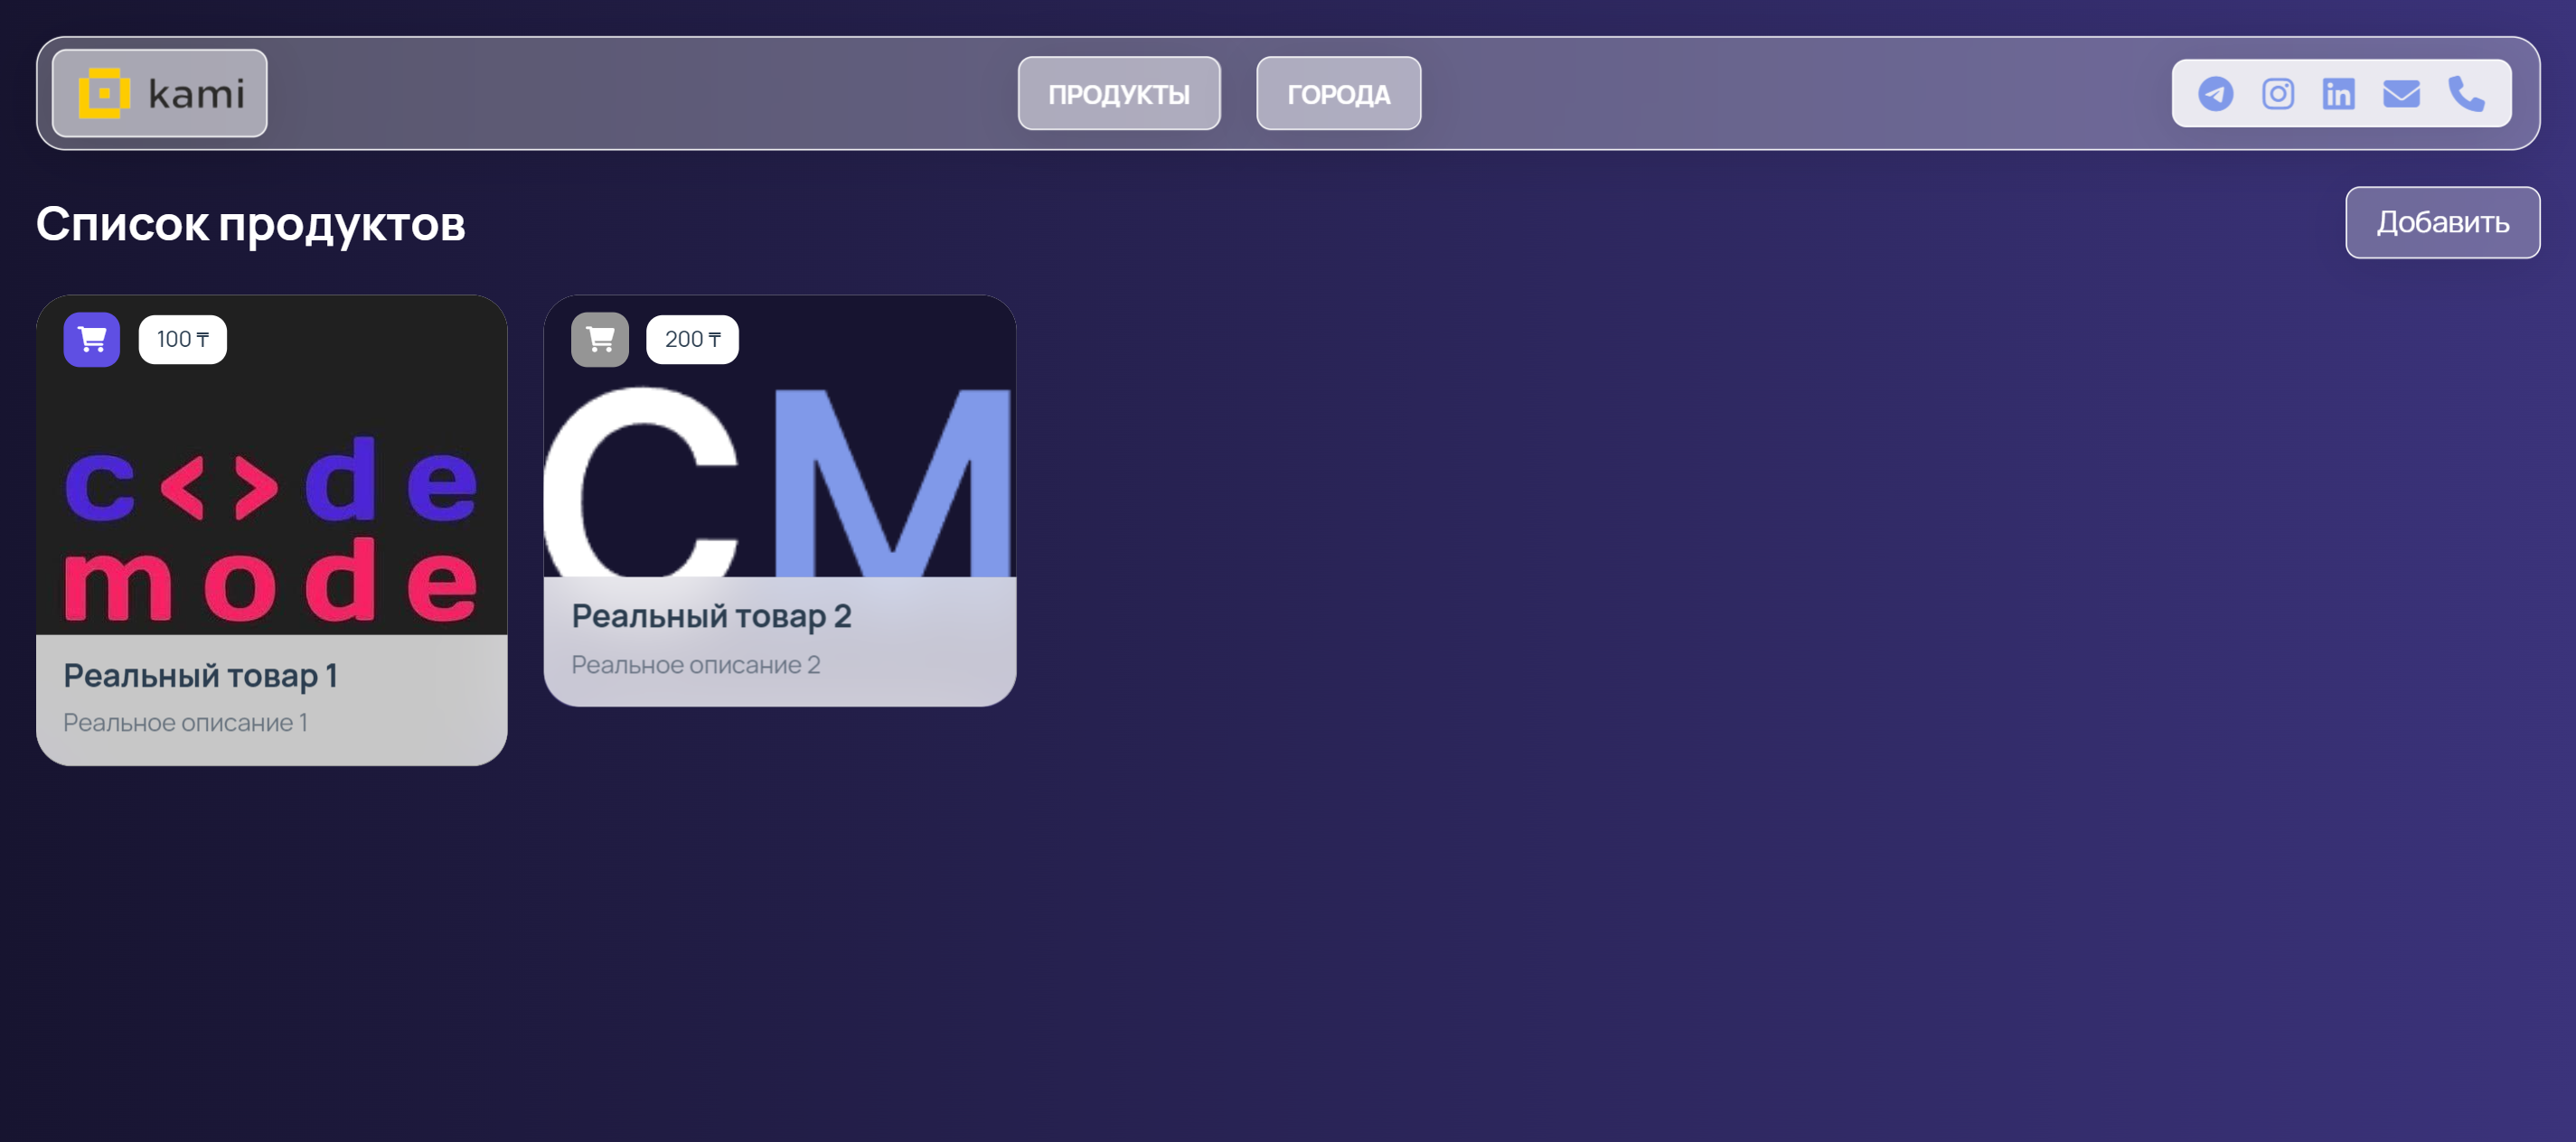 kami
ПРОДУКТЫ
ГОРОДА
Список продуктов
Добавить
100 ₸
200 ₸
c<>de
mode
CM
Реальный товар 1
Реальное описание 1
Реальный товар 2
Реальное описание 2